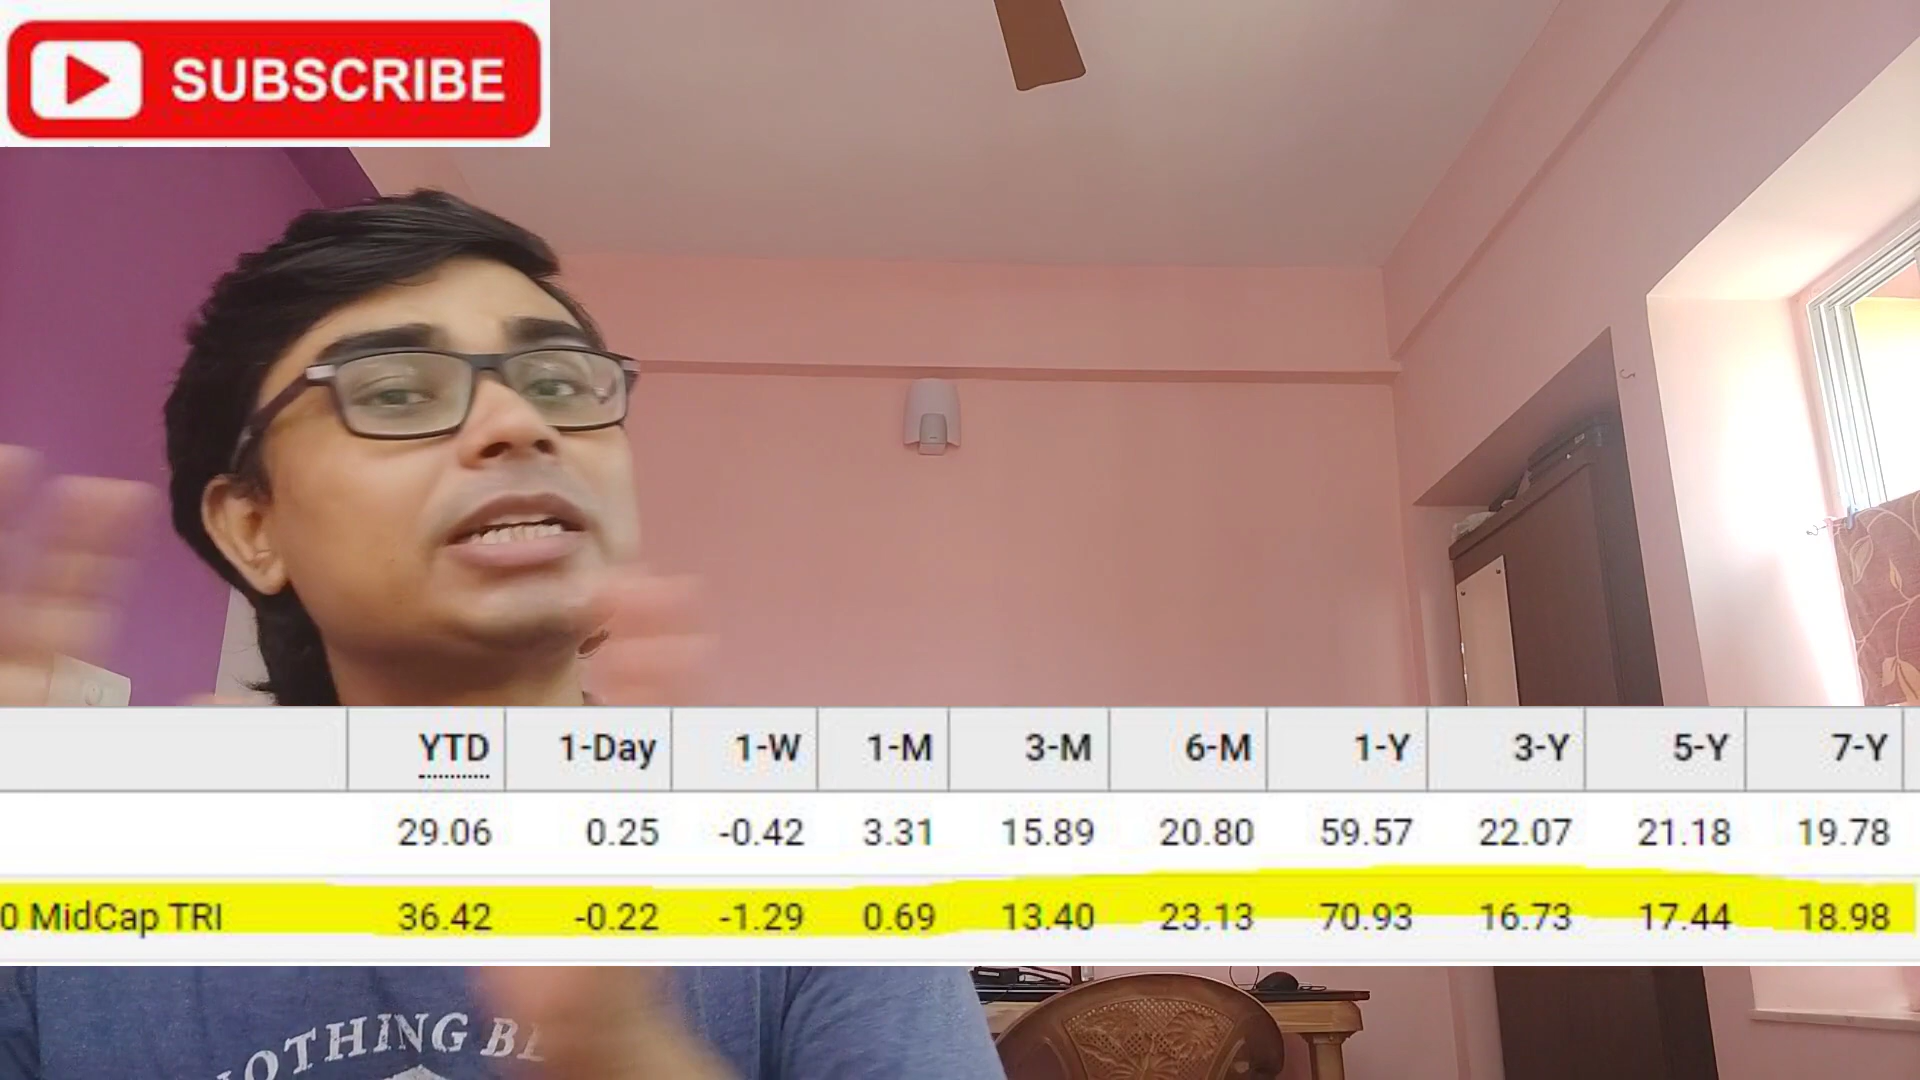 SUBSCRIBE
YTD 1-Day 1-W 1-M 3-M 6-M 1-Y 3-Y 5-Y 7-Y
29.06 0.25 -0.42 3.31 15.89 20.80 59.57 22.07 21.18 19.78
0 MidCap TRI 36.42 -0.22 -1.29 0.69 13.40 23.13 70.93 16.73 17.44 18.98
OTHING